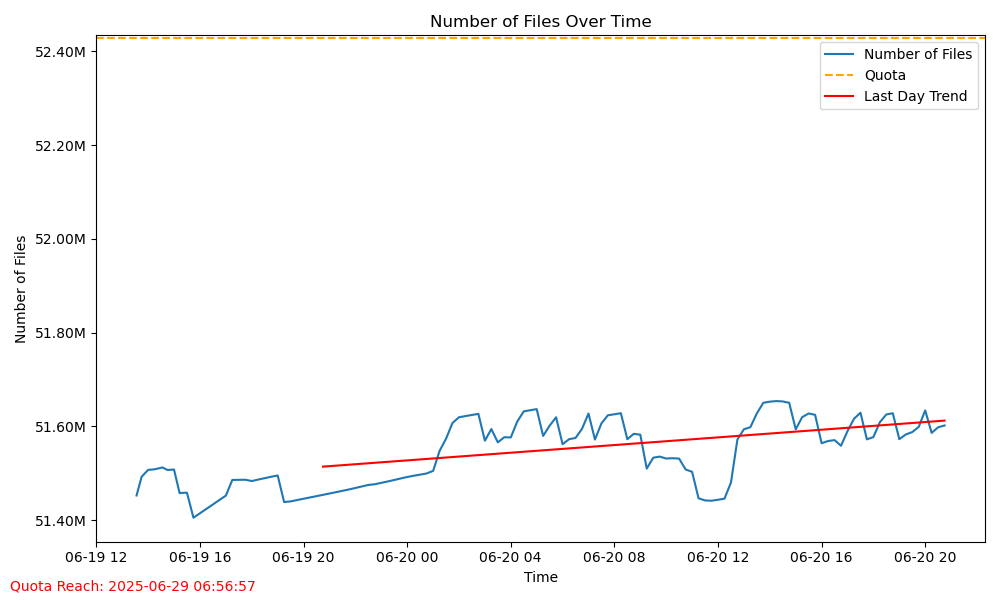 Number of Files Over Time
Number of Files
Quota
Last Day Trend
Number of Files
52.40M
52.20M
52.00M
51.80M
51.60M
51.40M
06-19 12
06-19 16
06-19 20
06-20 00
06-20 04
06-20 08
06-20 12
06-20 16
06-20 20
Time
Quota Reach: 2025-06-29 06:56:57